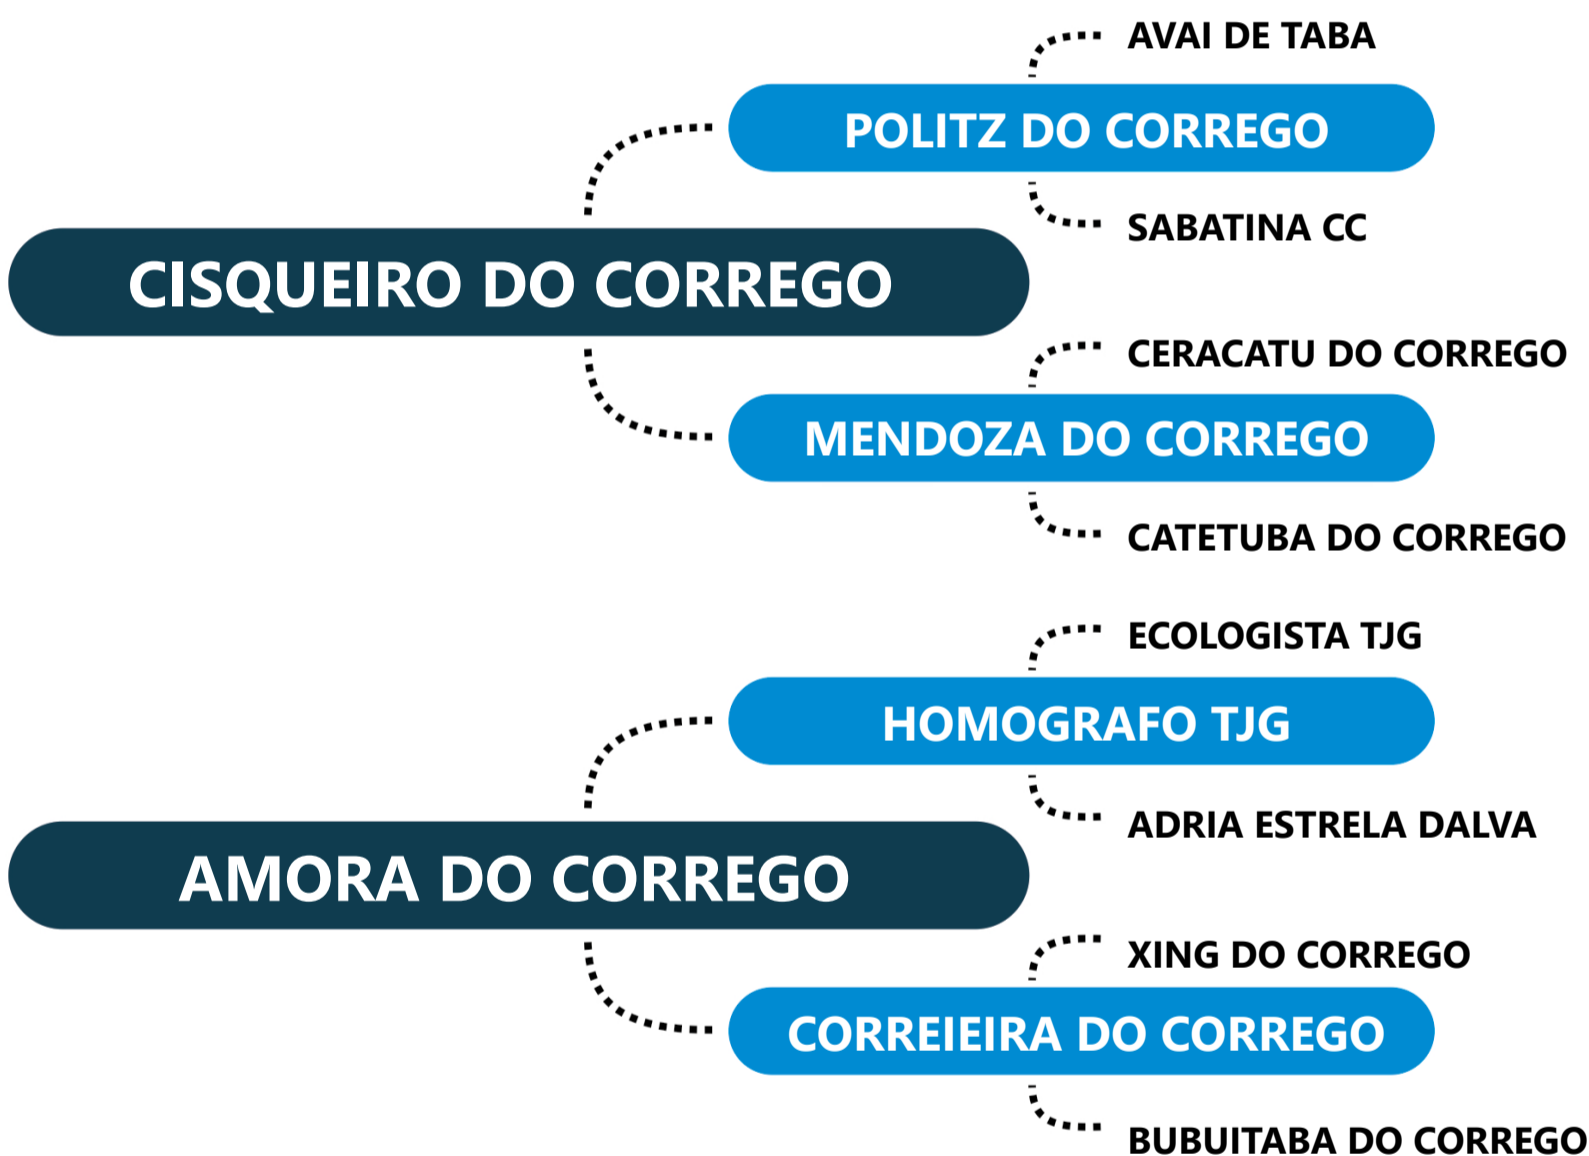 AVAI DE TABA
POLITZ DO CORREGO
SABATINA CC
CISQUEIRO DO CORREGO
CERACATU DO CORREGO
MENDOZA DO CORREGO
CATETUBA DO CORREGO
ECOLOGISTA TJG
HOMOGRAFO TJG
ADRIA ESTRELA DALVA
AMORA DO CORREGO
XING DO CORREGO
CORREIEIRA DO CORREGO
BUBUITABA DO CORREGO